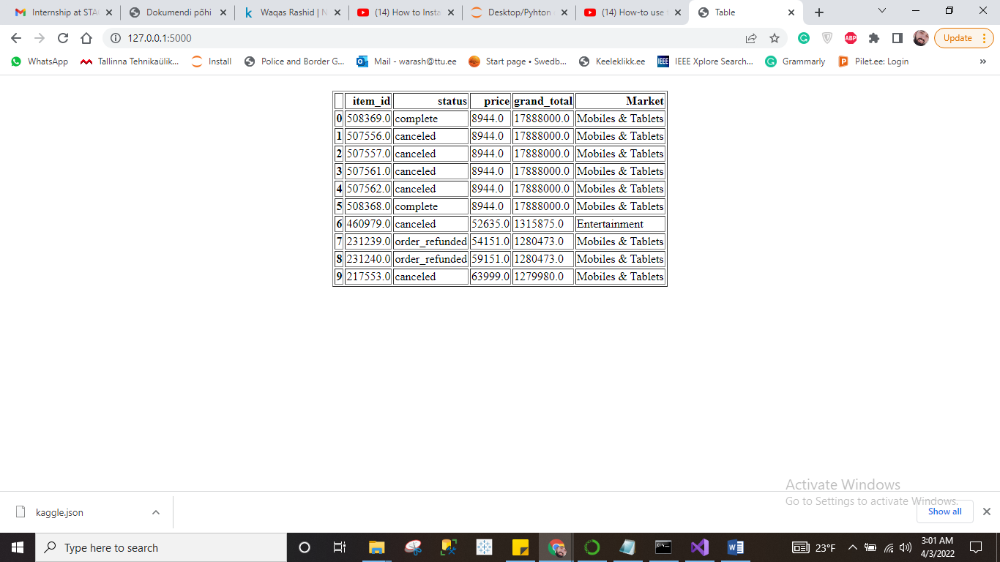 Internship at STA
Dokumendi põhi
Waqas Rashid | N
(14) How to Insta
Desktop/Pyhton
(14) How-to use
Table
127.0.0.1:5000
ABP
Update
WhatsApp
Tallinna Tehnikaülik...
Install
Police and Border G...
Mail - warash@ttu.ee
Start page • Swedb...
Keeleklikk.ee
IEEE
IEEE Xplore Search...
Grammarly
Pilet.ee: Login
»
item_id status price grand_total Market
0 508369.0 complete 8944.0 17888000.0 Mobiles & Tablets
1 507556.0 canceled 8944.0 17888000.0 Mobiles & Tablets
2 507557.0 canceled 8944.0 17888000.0 Mobiles & Tablets
3 507561.0 canceled 8944.0 17888000.0 Mobiles & Tablets
4 507562.0 canceled 8944.0 17888000.0 Mobiles & Tablets
5 508368.0 complete 8944.0 17888000.0 Mobiles & Tablets
6 460979.0 canceled 52635.0 1315875.0 Entertainment
7 231239.0 order_refunded 54151.0 1280473.0 Mobiles & Tablets
8 231240.0 order_refunded 59151.0 1280473.0 Mobiles & Tablets
9 217553.0 canceled 63999.0 1279980.0 Mobiles & Tablets
Activate Windows
Go to Settings to activate Windows.
kaggle.json
Show all
Type here to search
23°F
3:01 AM
4/3/2022